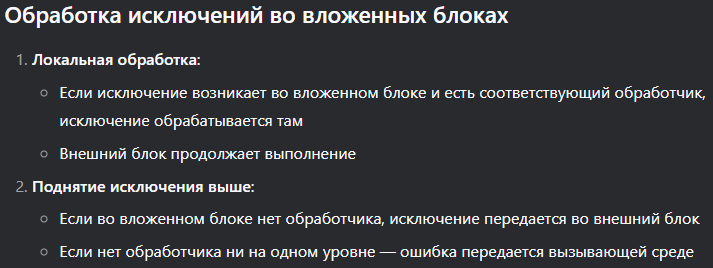 Обработка исключений во вложенных блоках
1. Локальная обработка:
○ Если исключение возникает во вложенном блоке и есть соответствующий обработчик,
исключение обрабатывается там
○ Внешний блок продолжает выполнение
2. Поднятие исключения выше:
○ Если во вложенном блоке нет обработчика, исключение передается во внешний блок
○ Если нет обработчика ни на одном уровне — ошибка передается вызывающей среде